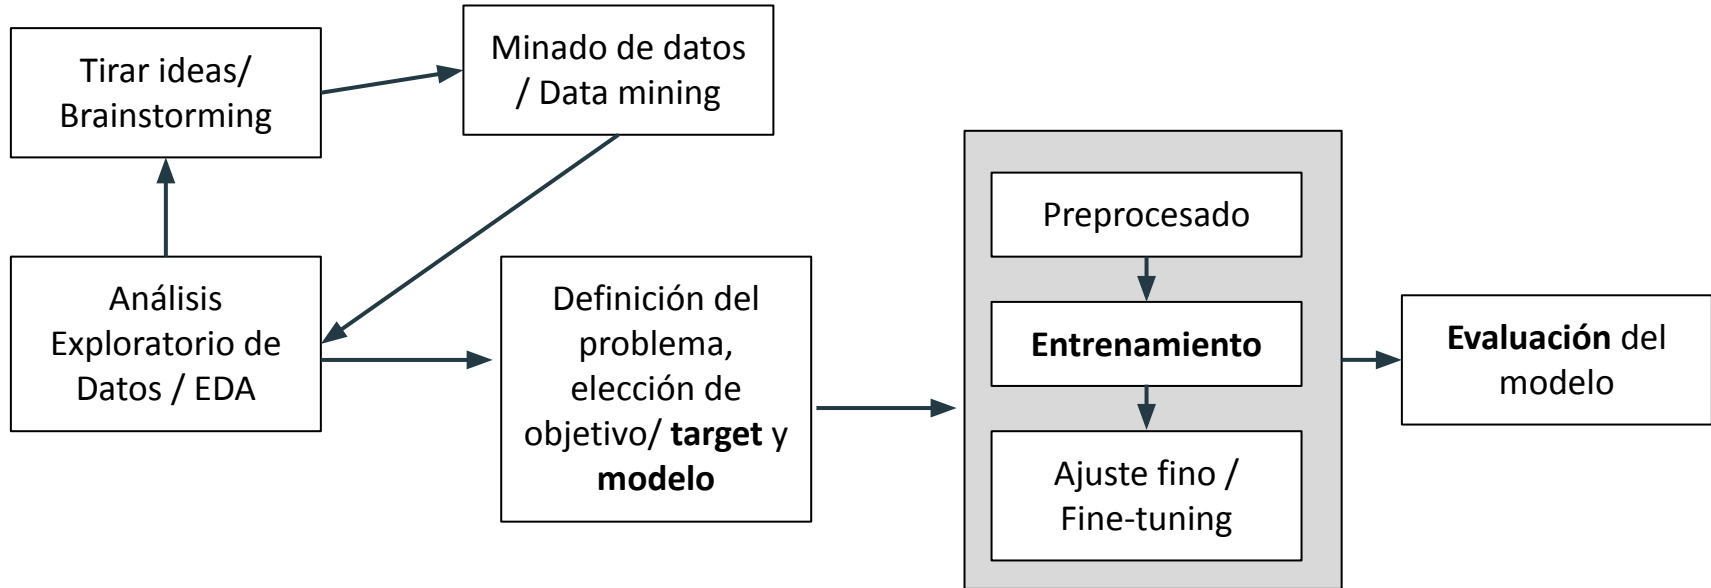 Tirar ideas/
Brainstorming
Minado de datos
/ Data mining
Análisis
Exploratorio de
Datos / EDA
Definición del
problema,
elección de
objetivo/ target y
modelo
Preprocesado
Entrenamiento
Ajuste fino /
Fine-tuning
Evaluación del
modelo